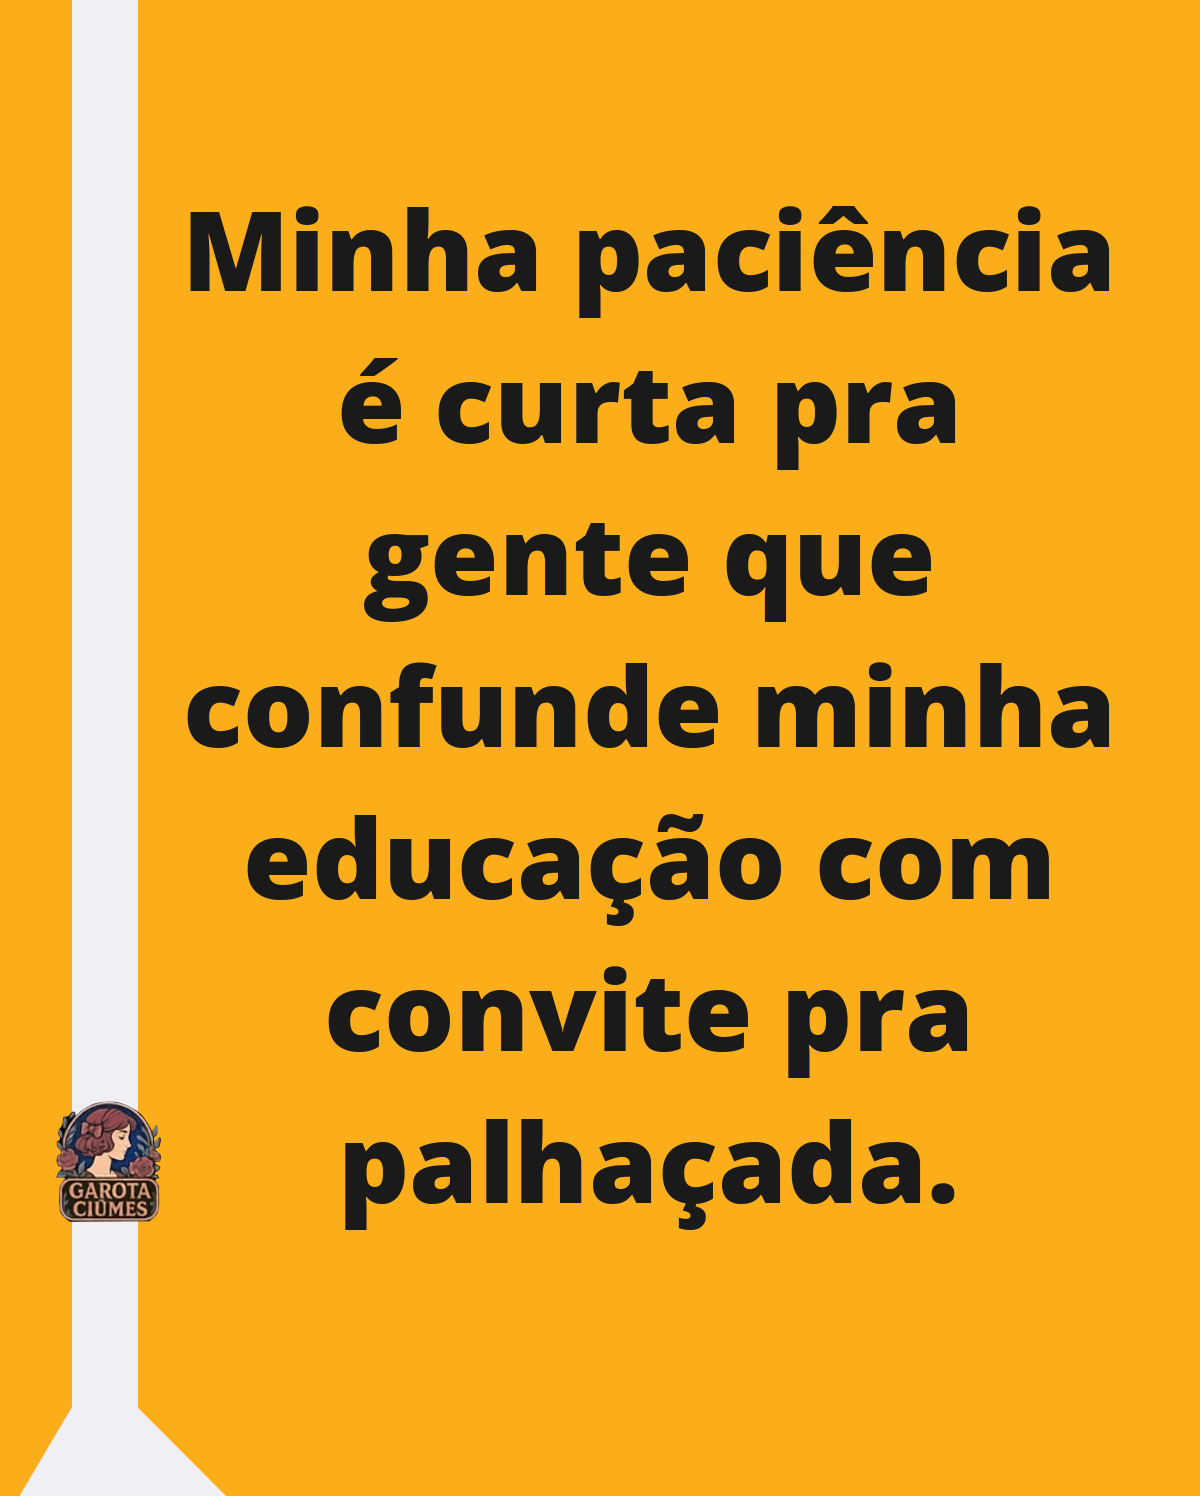 Minha paciência
é curta pra
gente que
confunde minha
educação com
convite pra
palhaçada.
GAROTA
CIÚMES